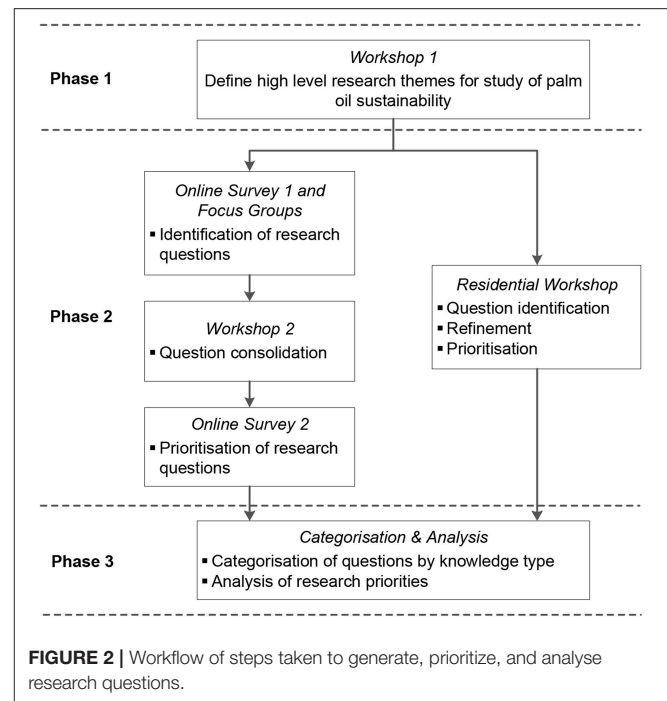 Phase 1
Workshop 1
Define high level research themes for study of palm
oil sustainability
Phase 2
Online Survey 1 and
Focus Groups
▪ Identification of research
questions
Workshop 2
▪ Question consolidation
Online Survey 2
▪ Prioritisation of research
questions
Residential Workshop
▪ Question identification
▪ Refinement
▪ Prioritisation
Phase 3
Categorisation & Analysis
▪ Categorisation of questions by knowledge type
▪ Analysis of research priorities
FIGURE 2 | Workflow of steps taken to generate, prioritize, and analyse
research questions.